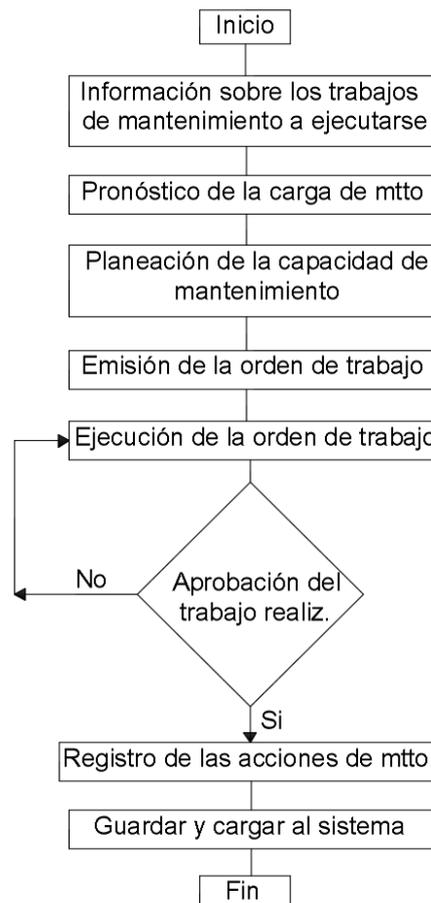 Inicio
Información sobre los trabajos
de mantenimiento a ejecutarse
Pronóstico de la carga de mtto
Planeación de la capacidad de
mantenimiento
Emisión de la orden de trabajo
Ejecución de la orden de trabajo
No
Aprobación del
trabajo realiz.
Si
Registro de las acciones de mtto
Guardar y cargar al sistema
Fin